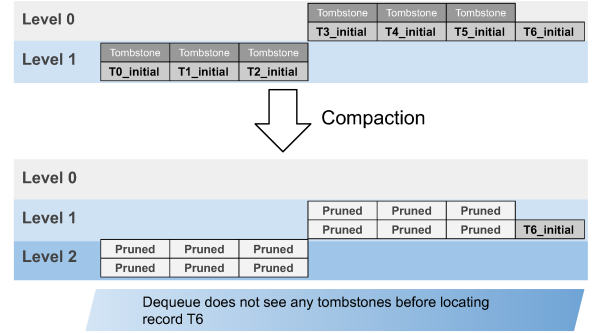 Level 0
Tombstone Tombstone Tombstone
T3_initial T4_initial T5_initial T6_initial
Level 1
Tombstone Tombstone Tombstone
T0_initial T1_initial T2_initial
Compaction
Level 0
Level 1
Pruned Pruned Pruned
Pruned Pruned Pruned T6_initial
Level 2
Pruned Pruned Pruned
Pruned Pruned Pruned
Dequeue does not see any tombstones before locating
record T6